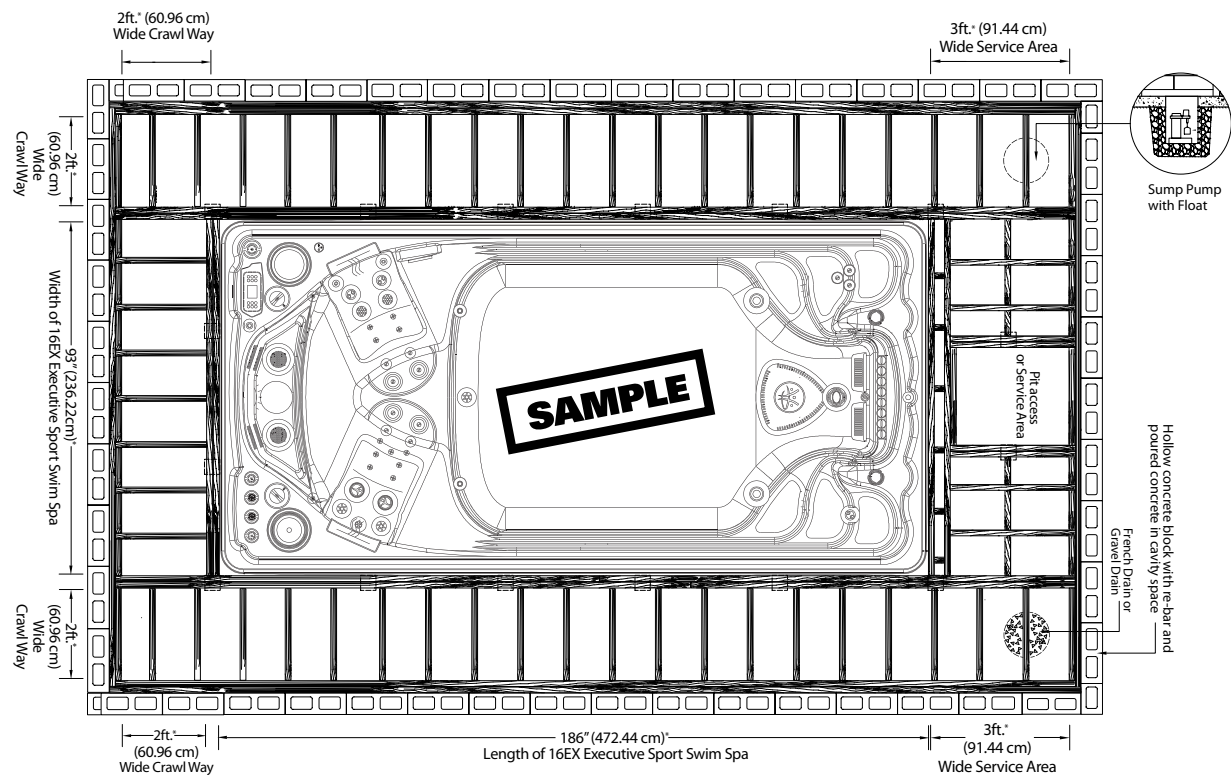 2ft.* (60.96 cm)
Wide Crawl Way
3ft.* (91.44 cm)
Wide Service Area
2ft.*
(60.96 cm)
Wide
Crawl Way
Sump Pump
with Float
93" (236.22cm)*
Width of 16EX Executive Sport Swim Spa
SAMPLE
Pit access
or Service Area
Hollow concrete block with re-bar and
poured concrete in cavity space
French Drain or
Gravel Drain
2ft.*
(60.96 cm)
Wide
Crawl Way
2ft.*
(60.96 cm)
Wide Crawl Way
186" (472.44 cm)*
Length of 16EX Executive Sport Swim Spa
3ft.*
(91.44 cm)
Wide Service Area